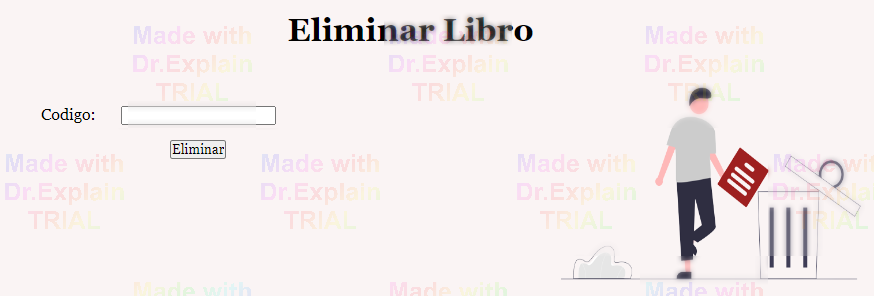 Eliminar Libro
Made with Made with Made with
Dr.Explain Dr.Explain Dr.Explain
TRIAL TRIAL TRIAL
Codigo:
Eliminar
Made with Made with Made with Made with
Dr.Explain Dr.Explain Dr.Explain Dr.Explain
TRIAL TRIAL TRIAL TRIAL
Made with Made with Made with